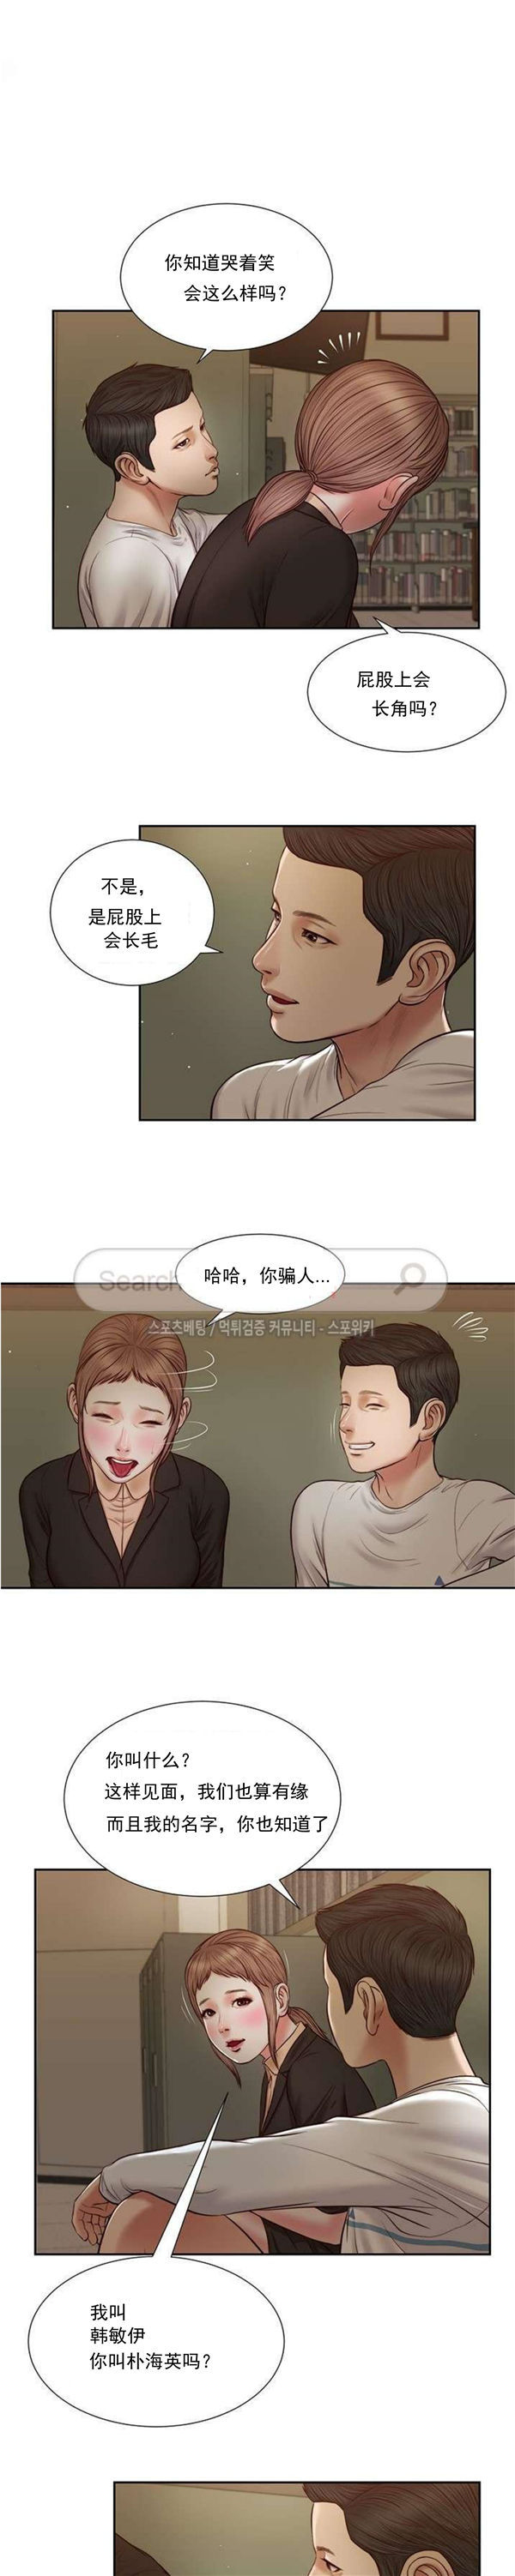 你知道哭着笑
会这么样吗？
屁股上会
长角吗？
不是，
是屁股上
会长毛
哈哈，你骗人...
Search
스포츠베팅 / 먹튀검증 커뮤니티 - 스포위키
你叫什么？
这样见面，我们也算有缘
而且我的名字，你也知道了
我叫
韩敏伊
你叫朴海英吗？